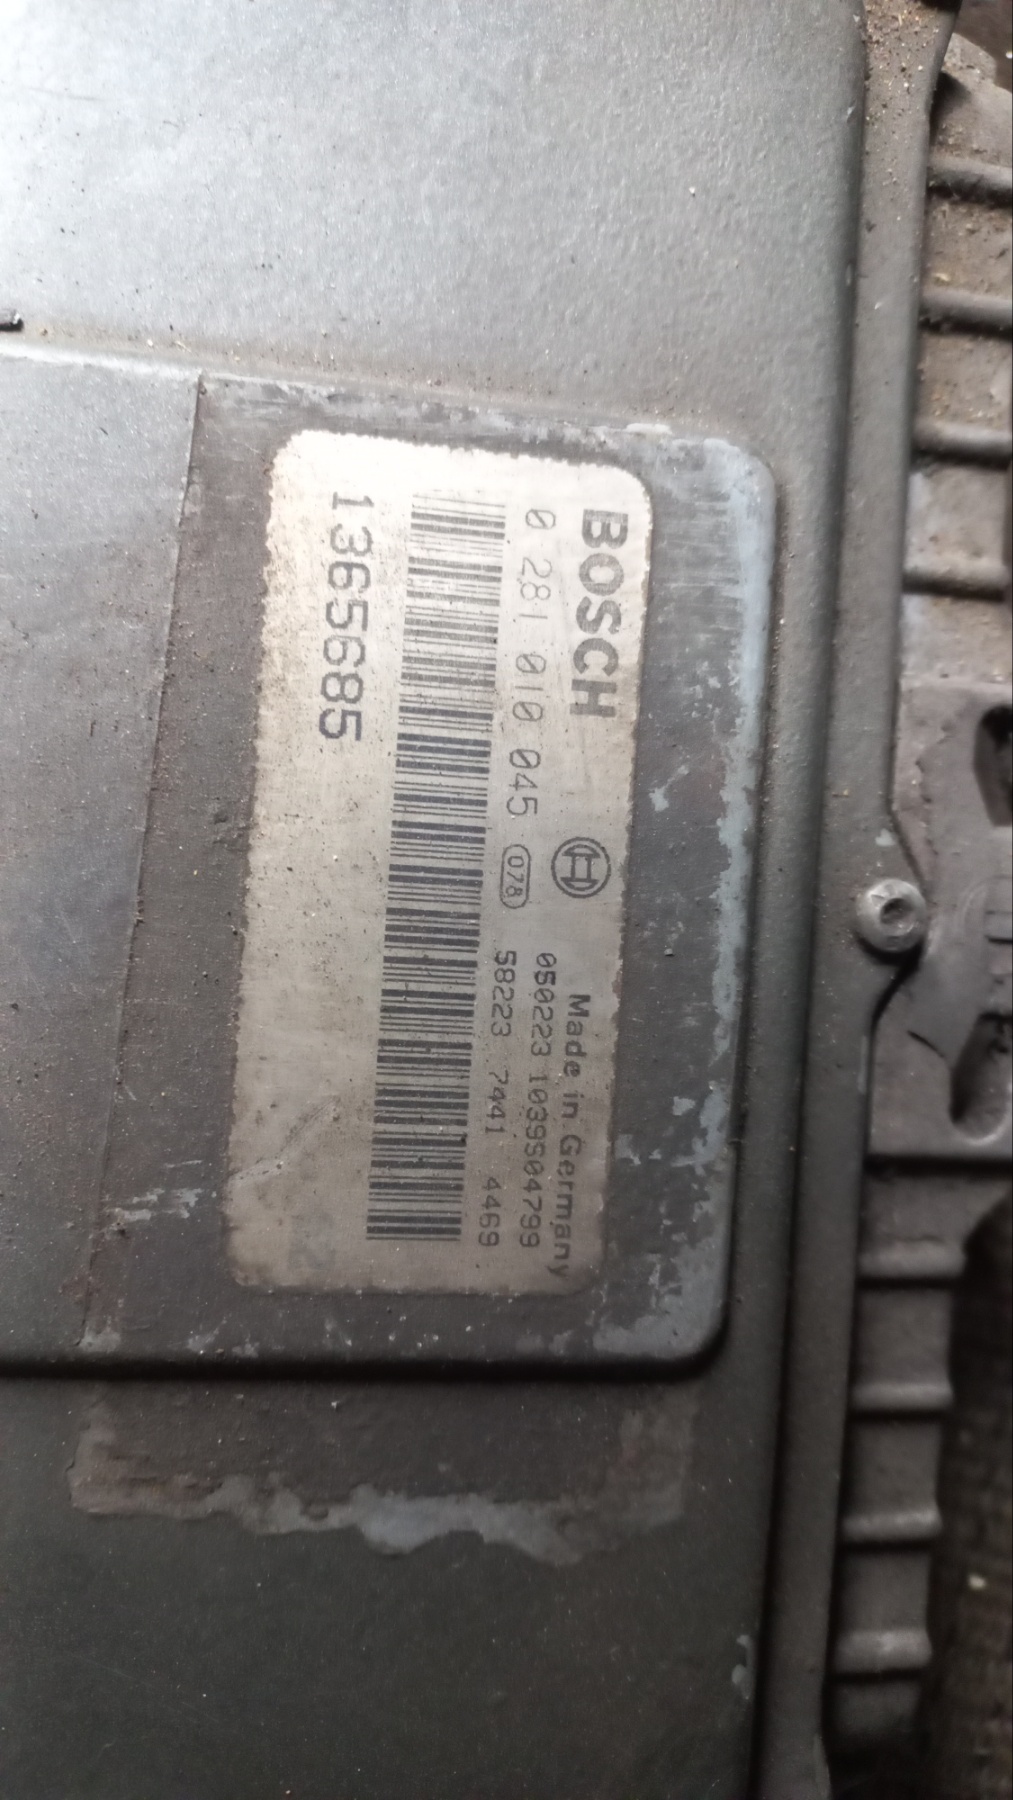 BOSCH
Made in Germany
0 281 010 045 078
050223 1039S04799
58223 7441 4469
1365685